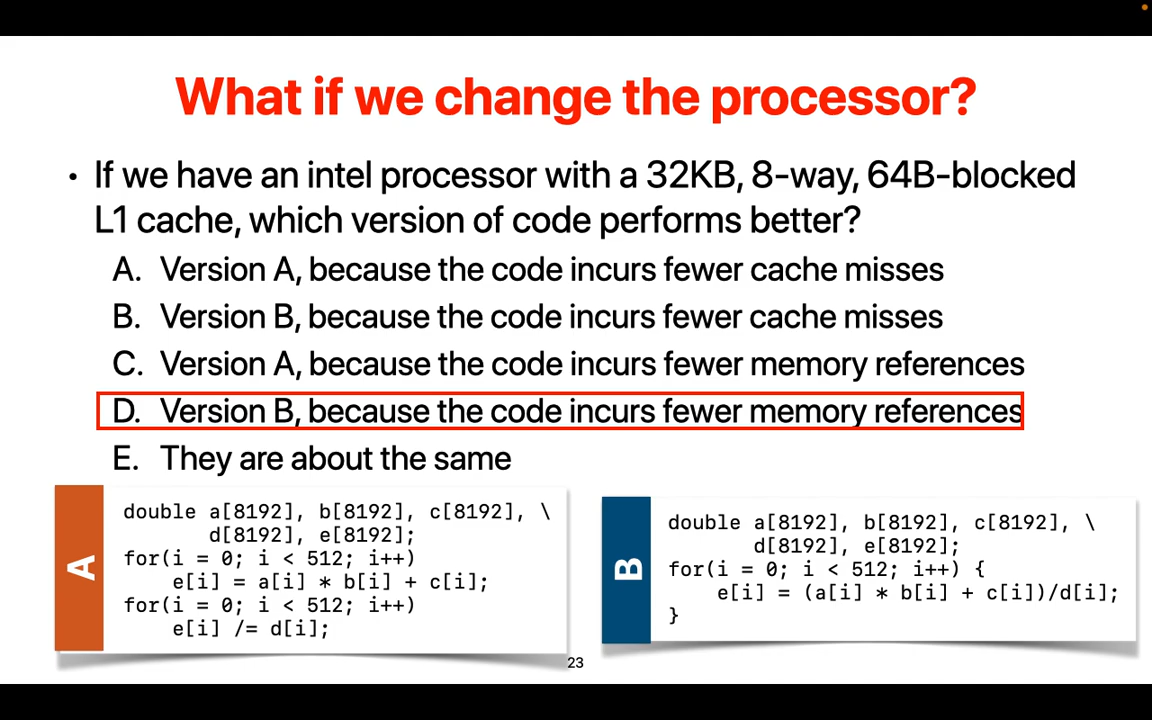 What if we change the processor?
• If we have an intel processor with a 32KB, 8-way, 64B-blocked
L1 cache, which version of code performs better?
A. Version A, because the code incurs fewer cache misses
B. Version B, because the code incurs fewer cache misses
C. Version A, because the code incurs fewer memory references
D. Version B, because the code incurs fewer memory references
E. They are about the same
A
double a[8192], b[8192], c[8192], \
d[8192], e[8192];
for(i = 0; i < 512; i++)
e[i] = a[i] * b[i] + c[i];
for(i = 0; i < 512; i++)
e[i] /= d[i];
B
double a[8192], b[8192], c[8192], \
d[8192], e[8192];
for(i = 0; i < 512; i++) {
e[i] = (a[i] * b[i] + c[i])/d[i];
}
23